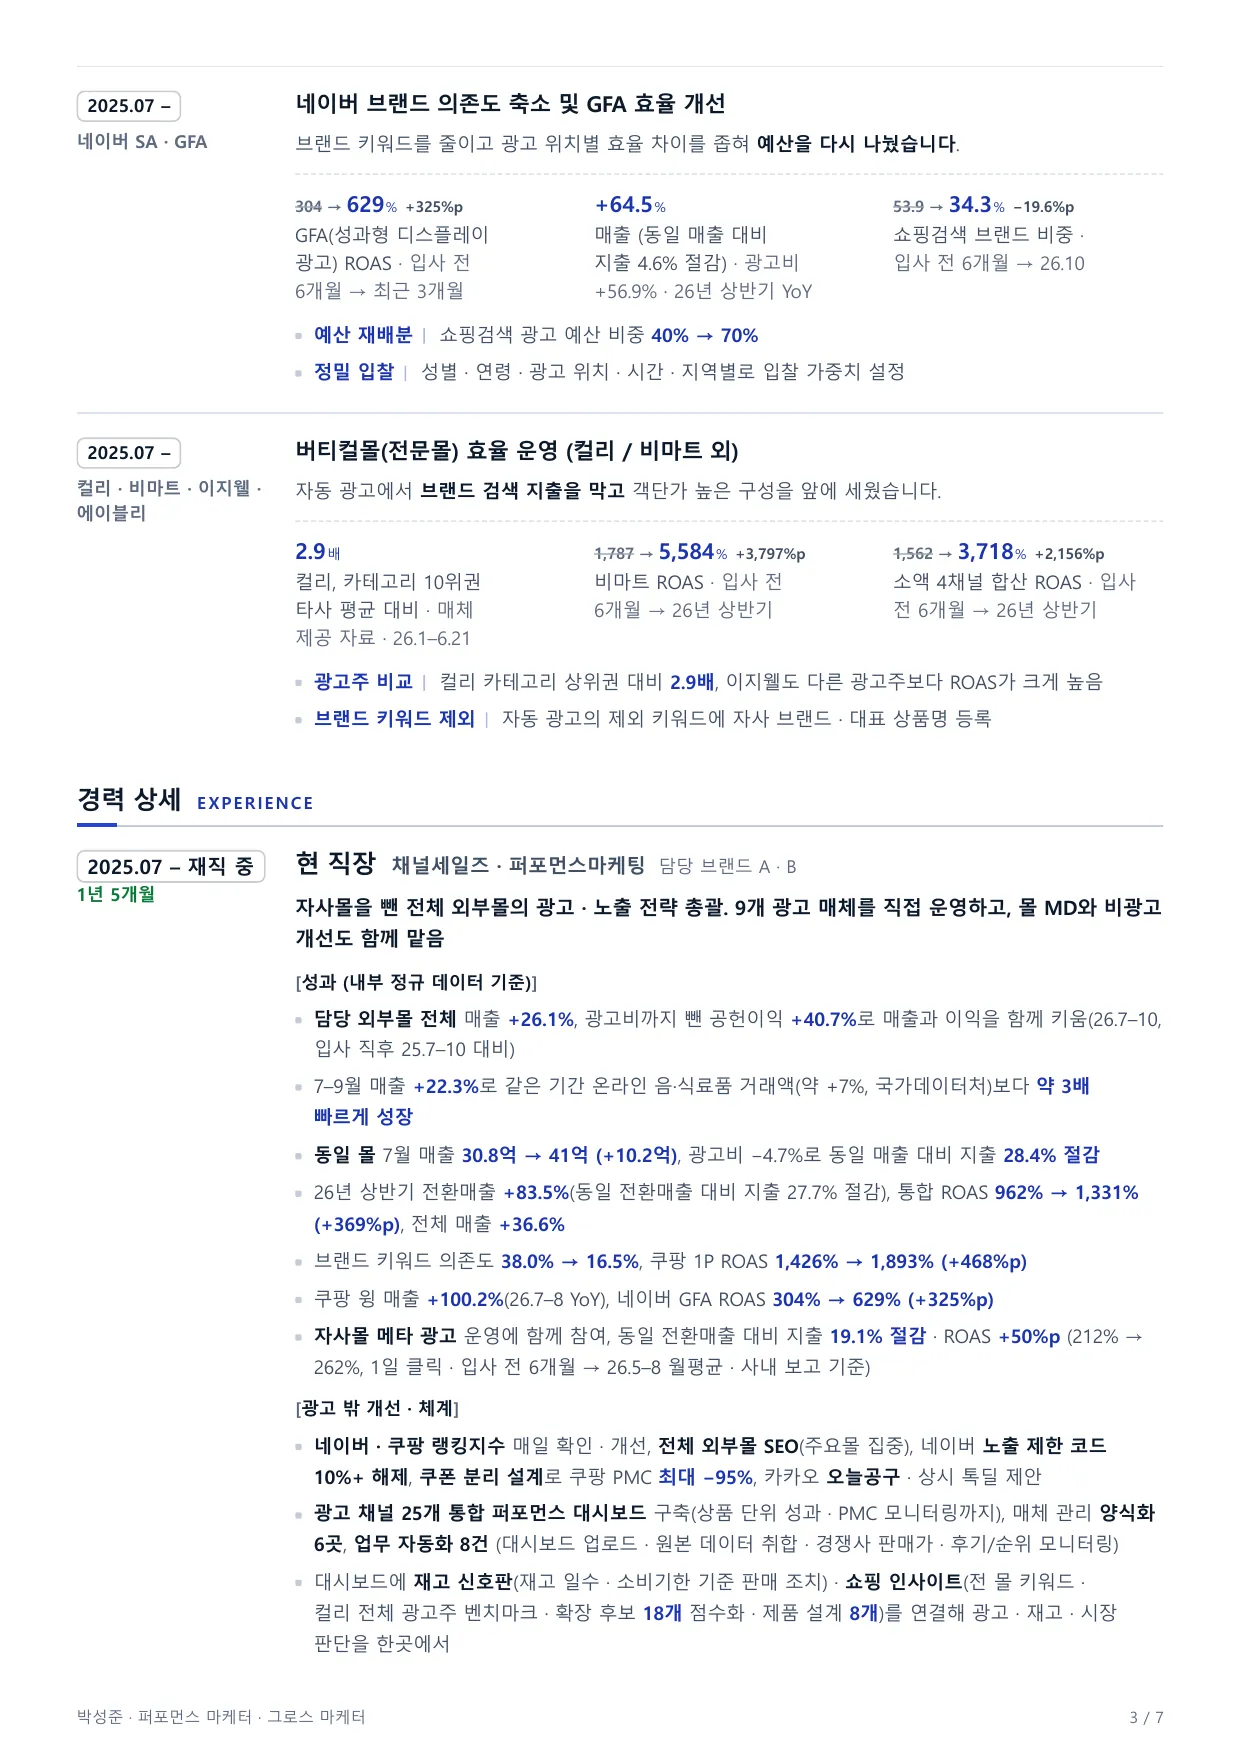 2025.07 –
네이버 SA · GFA
네이버 브랜드 의존도 축소 및 GFA 효율 개선
브랜드 키워드를 줄이고 광고 위치별 효율 차이를 좁혀 예산을 다시 나눴습니다.
304 → 629% +325%p
GFA(성과형 디스플레이
광고) ROAS · 입사 전
6개월 → 최근 3개월
+64.5%
매출 (동일 매출 대비
지출 4.6% 절감) · 광고비
+56.9% · 26년 상반기 YoY
53.9 → 34.3% −19.6%p
쇼핑검색 브랜드 비중 ·
입사 전 6개월 → 26.10
예산 재배분 | 쇼핑검색 광고 예산 비중 40% → 70%
정밀 입찰 | 성별 · 연령 · 광고 위치 · 시간 · 지역별로 입찰 가중치 설정
2025.07 –
컬리 · 비마트 · 이지웰 ·
에이블리
버티컬몰(전문몰) 효율 운영 (컬리 / 비마트 외)
자동 광고에서 브랜드 검색 지출을 막고 객단가 높은 구성을 앞에 세웠습니다.
2.9배
컬리, 카테고리 10위권
타사 평균 대비 · 매체
제공 자료 · 26.1–6.21
1,787 → 5,584% +3,797%p
비마트 ROAS · 입사 전
6개월 → 26년 상반기
1,562 → 3,718% +2,156%p
소액 4채널 합산 ROAS · 입사
전 6개월 → 26년 상반기
광고주 비교 | 컬리 카테고리 상위권 대비 2.9배, 이지웰도 다른 광고주보다 ROAS가 크게 높음
브랜드 키워드 제외 | 자동 광고의 제외 키워드에 자사 브랜드 · 대표 상품명 등록
경력 상세 EXPERIENCE
2025.07 – 재직 중
1년 5개월
현 직장 채널세일즈 · 퍼포먼스마케팅 담당 브랜드 A · B
자사몰을 뺀 전체 외부몰의 광고 · 노출 전략 총괄. 9개 광고 매체를 직접 운영하고, 몰 MD와 비광고
개선도 함께 맡음
[성과 (내부 정규 데이터 기준)]
담당 외부몰 전체 매출 +26.1%, 광고비까지 뺀 공헌이익 +40.7%로 매출과 이익을 함께 키움(26.7–10,
입사 직후 25.7–10 대비)
7–9월 매출 +22.3%로 같은 기간 온라인 음·식료품 거래액(약 +7%, 국가데이터처)보다 약 3배
빠르게 성장
동일 몰 7월 매출 30.8억 → 41억 (+10.2억), 광고비 −4.7%로 동일 매출 대비 지출 28.4% 절감
26년 상반기 전환매출 +83.5%(동일 전환매출 대비 지출 27.7% 절감), 통합 ROAS 962% → 1,331%
(+369%p), 전체 매출 +36.6%
브랜드 키워드 의존도 38.0% → 16.5%, 쿠팡 1P ROAS 1,426% → 1,893% (+468%p)
쿠팡 윙 매출 +100.2%(26.7–8 YoY), 네이버 GFA ROAS 304% → 629% (+325%p)
자사몰 메타 광고 운영에 함께 참여, 동일 전환매출 대비 지출 19.1% 절감 · ROAS +50%p (212% →
262%, 1일 클릭 · 입사 전 6개월 → 26.5–8 월평균 · 사내 보고 기준)
[광고 밖 개선 · 체계]
네이버 · 쿠팡 랭킹지수 매일 확인 · 개선, 전체 외부몰 SEO(주요몰 집중), 네이버 노출 제한 코드
10%+ 해제, 쿠폰 분리 설계로 쿠팡 PMC 최대 −95%, 카카오 오늘공구 · 상시 톡딜 제안
광고 채널 25개 통합 퍼포먼스 대시보드 구축(상품 단위 성과 · PMC 모니터링까지), 매체 관리 양식화
6곳, 업무 자동화 8건 (대시보드 업로드 · 원본 데이터 취합 · 경쟁사 판매가 · 후기/순위 모니터링)
대시보드에 재고 신호판(재고 일수 · 소비기한 기준 판매 조치) · 쇼핑 인사이트(전 몰 키워드 ·
컬리 전체 광고주 벤치마크 · 확장 후보 18개 점수화 · 제품 설계 8개)를 연결해 광고 · 재고 · 시장
판단을 한곳에서
박성준 · 퍼포먼스 마케터 · 그로스 마케터
3 / 7